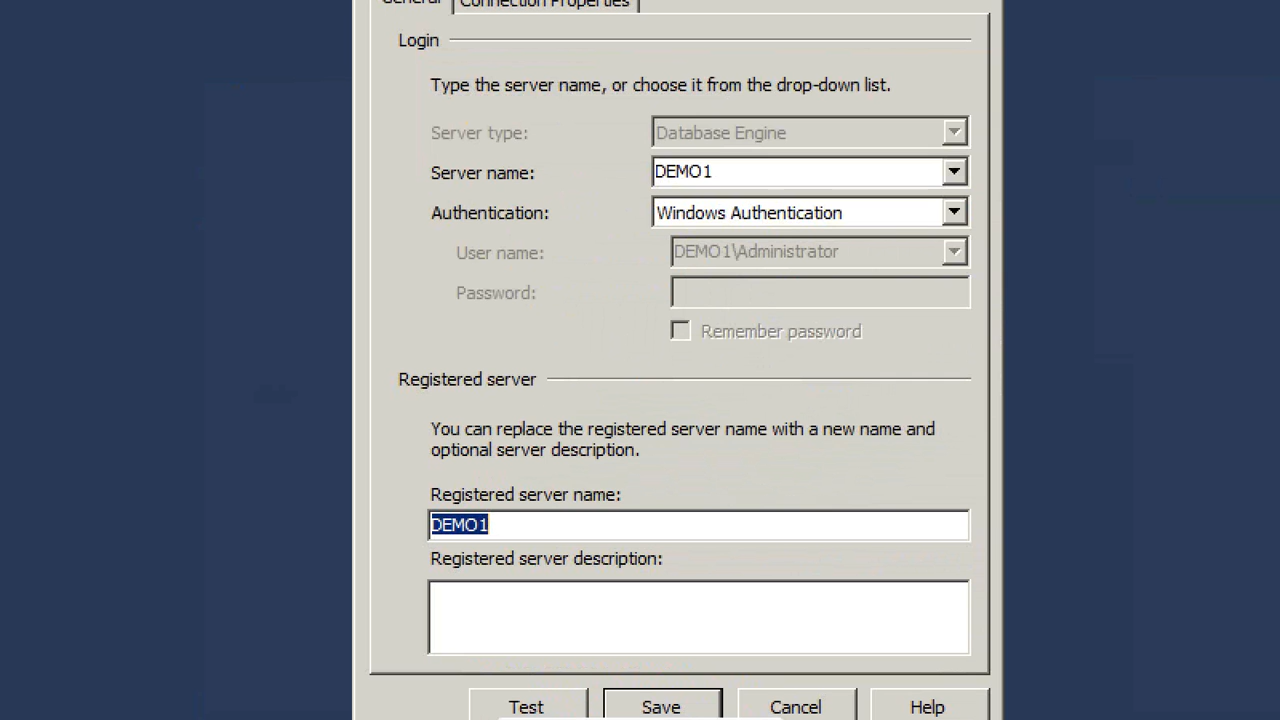 General Connection Properties
Login
Type the server name, or choose it from the drop-down list.
Server type: Database Engine
Server name: DEMO1
Authentication: Windows Authentication
User name: DEMO1\Administrator
Password:
Remember password
Registered server
You can replace the registered server name with a new name and
optional server description.
Registered server name:
DEMO1
Registered server description:
Test Save Cancel Help